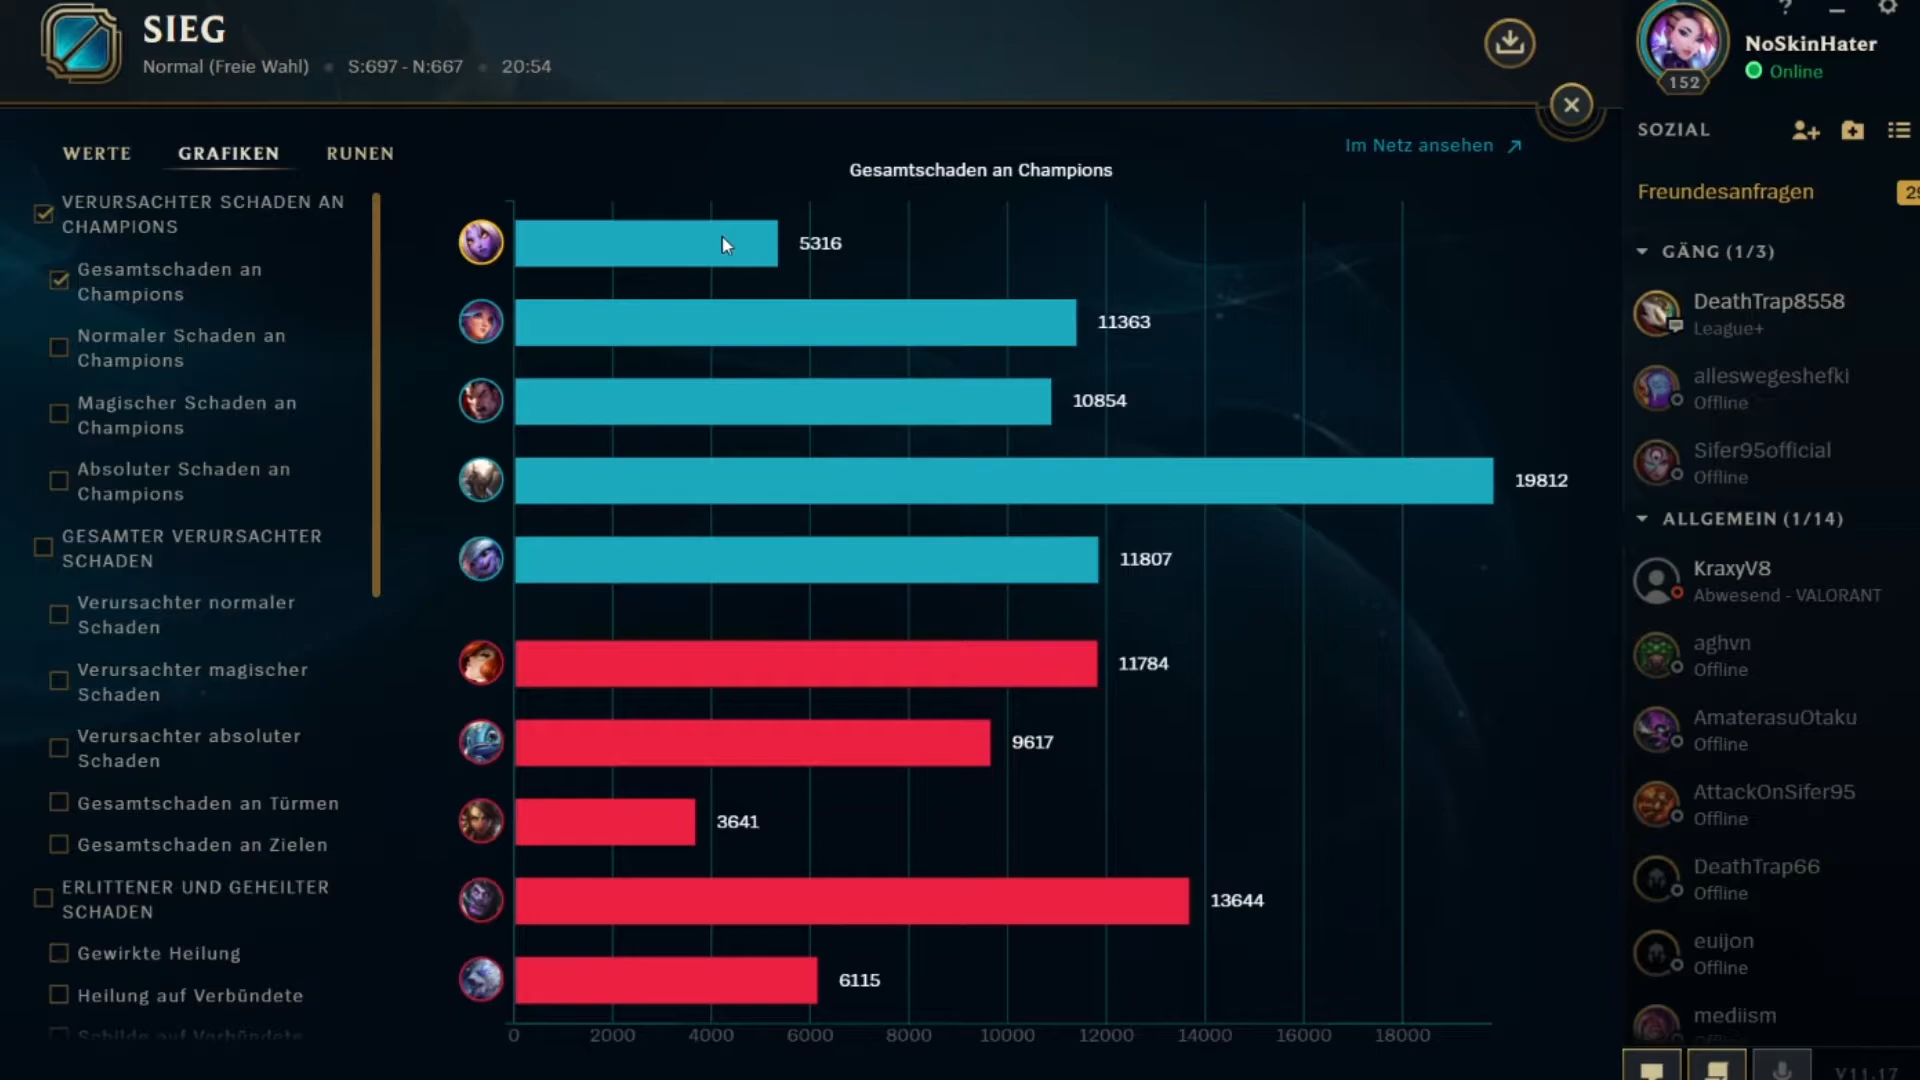 SIEG
Normal (Freie Wahl) • S:697 - N:667 • 20:54
WERTE GRAFIKEN RUNEN
Im Netz ansehen
VERURSACHTER SCHADEN AN
CHAMPIONS
Gesamtschaden an
Champions
Normaler Schaden an
Champions
Magischer Schaden an
Champions
Absoluter Schaden an
Champions
GESAMTER VERURSACHTER
SCHADEN
Verursachter normaler
Schaden
Verursachter magischer
Schaden
Verursachter absoluter
Schaden
Gesamtschaden an Türmen
Gesamtschaden an Zielen
ERLITTENER UND GEHEILTER
SCHADEN
Gewirkte Heilung
Heilung auf Verbündete
Schilde auf Verbündete
Gesamtschaden an Champions
5316
11363
10854
19812
11807
11784
9617
3641
13644
6115
0 2000 4000 6000 8000 10000 12000 14000 16000 18000
?
152
NoSkinHater
Online
SOZIAL
Freundesanfragen
GÄNG (1/3)
DeathTrap8558
League+
alleswegeshefki
Offline
Sifer95official
Offline
ALLGEMEIN (1/14)
KraxyV8
Abwesend - VALORANT
aghvn
Offline
AmaterasuOtaku
Offline
AttackOnSifer95
Offline
DeathTrap66
Offline
euijon
Offline
mediism
V11.17